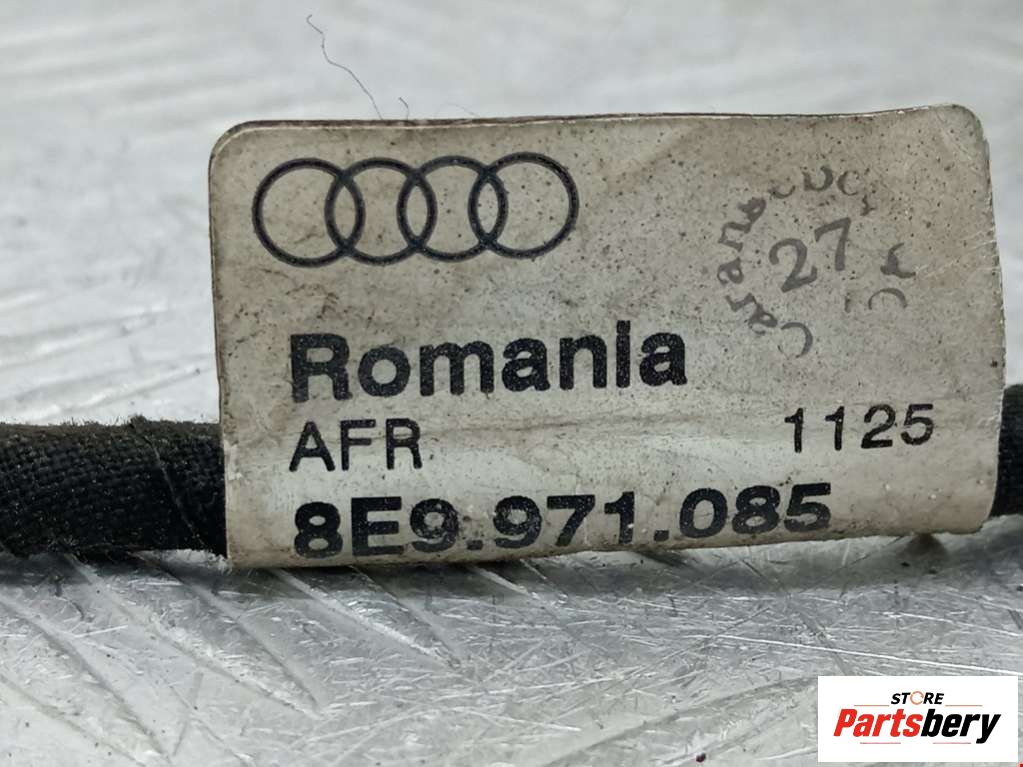 27
Romania
AFR 1125
8E9.971.085
STORE
Partsbery